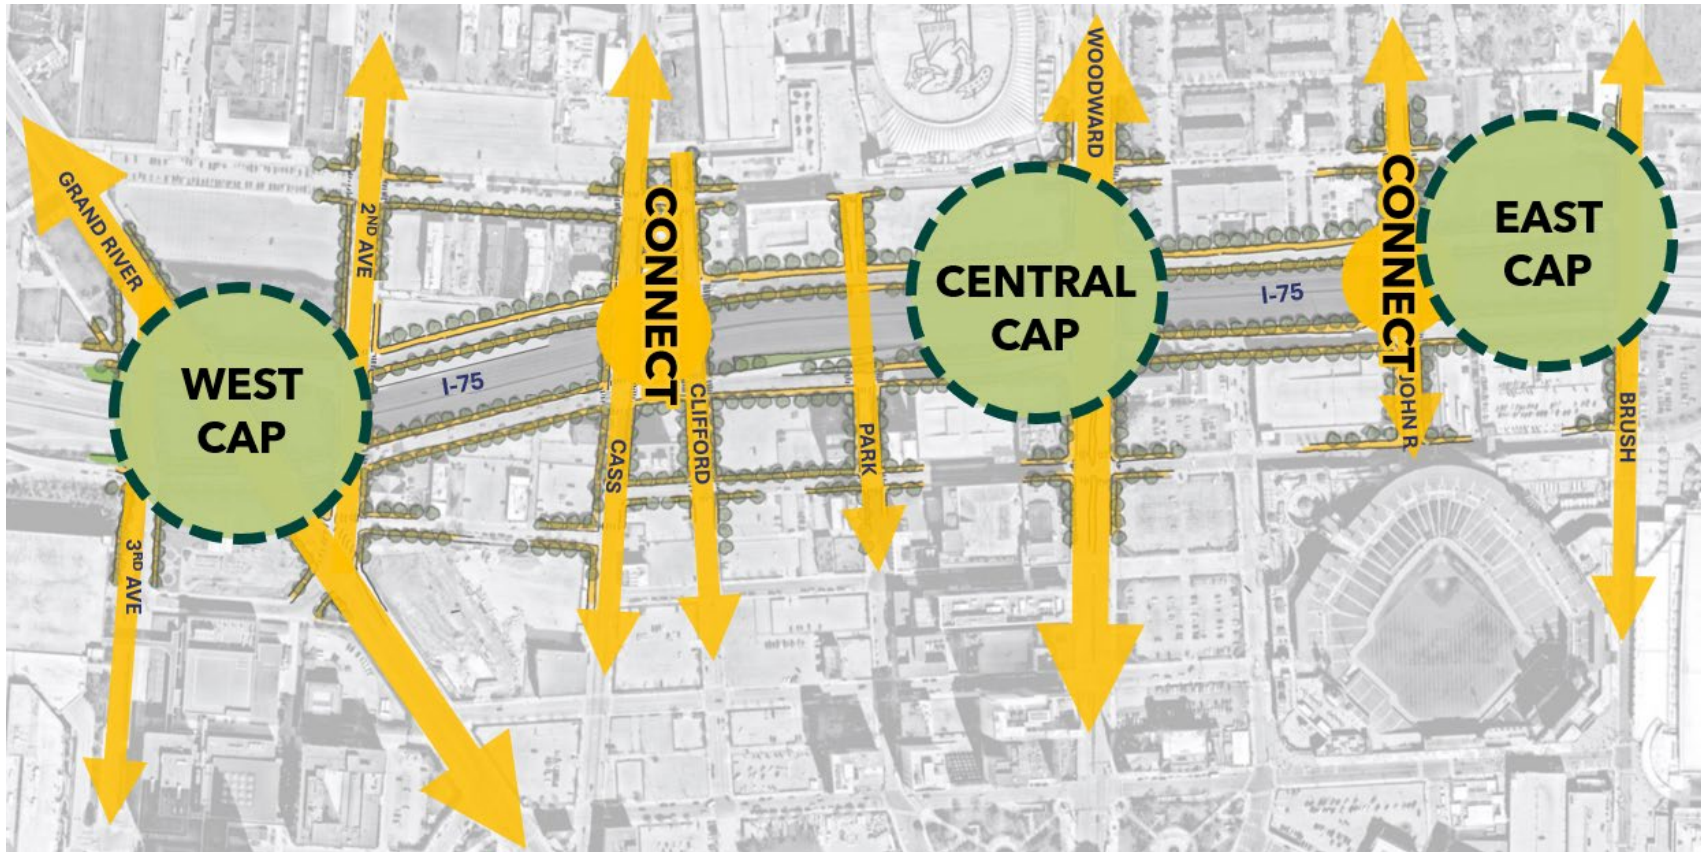 WOODWARD
GRAND RIVER
2ND AVE
CONNECT
CONNECT
EAST
CAP
CENTRAL
CAP
I-75
WEST
CAP
I-75
CLIFFORD
JOHN R
BRUSH
CASS
PARK
3RD AVE